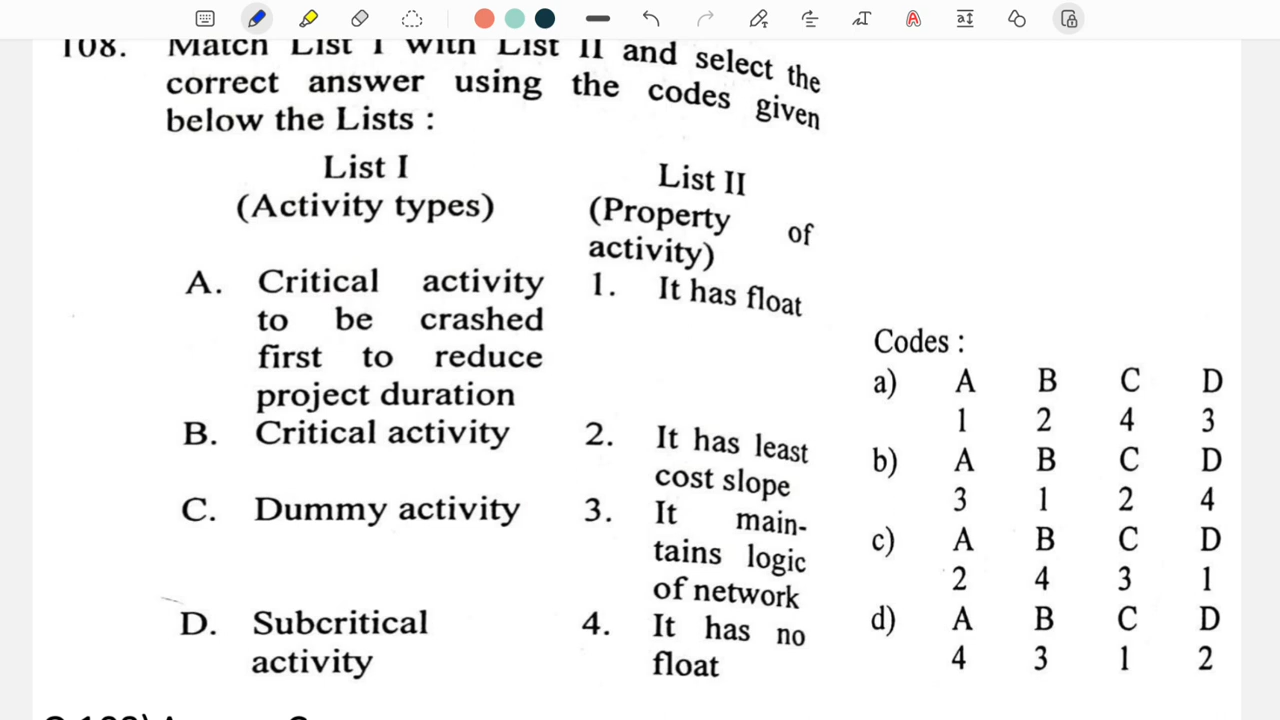 108. Match List I with List II and select the
correct answer using the codes given
below the Lists :
List I
(Activity types)
List II
(Property of
activity)
A. Critical activity
to be crashed
first to reduce
project duration
1. It has float
B. Critical activity
2. It has least
cost slope
C. Dummy activity
3. It main-
tains logic
of network
D. Subcritical
activity
4. It has no
float
Codes :
a) A B C D
1 2 4 3
b) A B C D
3 1 2 4
c) A B C D
2 4 3 1
d) A B C D
4 3 1 2